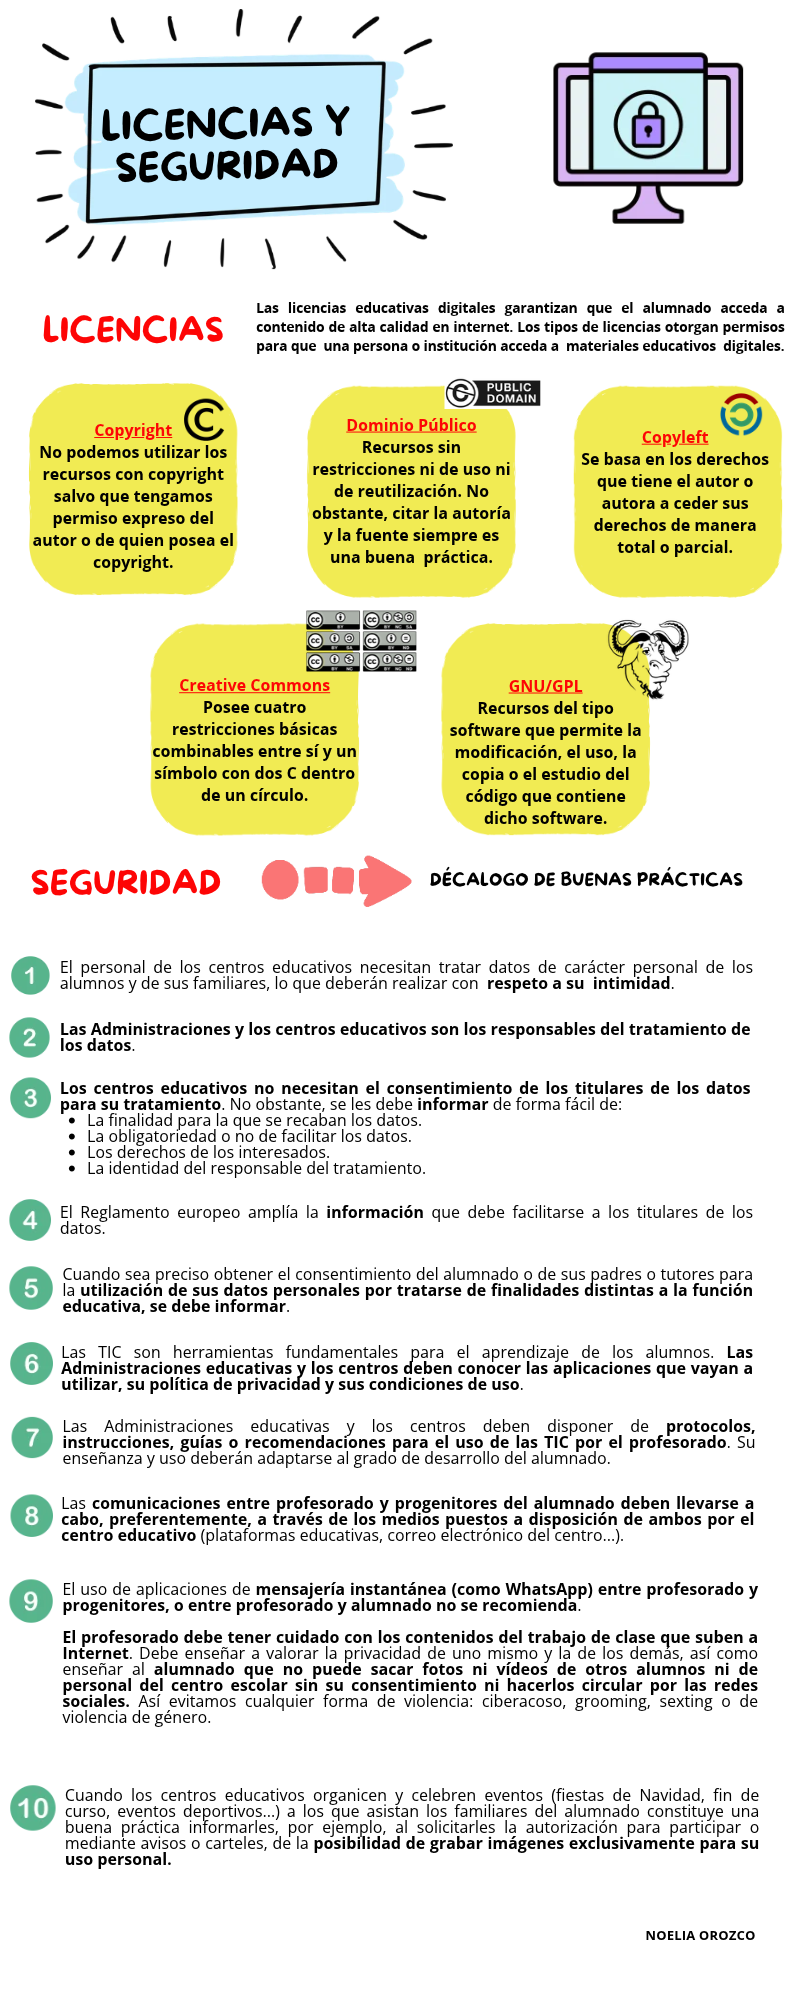 LICENCIAS Y
SEGURIDAD
LICENCIAS
Las licencias educativas digitales garantizan que el alumnado acceda a
contenido de alta calidad en internet. Los tipos de licencias otorgan permisos
para que una persona o institución acceda a materiales educativos digitales.
Copyright
C
No podemos utilizar los
recursos con copyright
salvo que tengamos
permiso expreso del
autor o de quien posea el
copyright.
PUBLIC
DOMAIN
Dominio Público
Recursos sin
restricciones ni de uso ni
de reutilización. No
obstante, citar la autoría
y la fuente siempre es
una buena práctica.
Copyleft
Se basa en los derechos
que tiene el autor o
autora a ceder sus
derechos de manera
total o parcial.
cc BY
cc BY NC SA
cc BY SA
cc BY ND
cc BY NC
cc BY NC ND
Creative Commons
Posee cuatro
restricciones básicas
combinables entre sí y un
símbolo con dos C dentro
de un círculo.
GNU/GPL
Recursos del tipo
software que permite la
modificación, el uso, la
copia o el estudio del
código que contiene
dicho software.
SEGURIDAD
DÉCALOGO DE BUENAS PRÁCTICAS
1
El personal de los centros educativos necesitan tratar datos de carácter personal de los
alumnos y de sus familiares, lo que deberán realizar con respeto a su intimidad.
2
Las Administraciones y los centros educativos son los responsables del tratamiento de
los datos.
3
Los centros educativos no necesitan el consentimiento de los titulares de los datos
para su tratamiento. No obstante, se les debe informar de forma fácil de:
• La finalidad para la que se recaban los datos.
• La obligatoriedad o no de facilitar los datos.
• Los derechos de los interesados.
• La identidad del responsable del tratamiento.
4
El Reglamento europeo amplía la información que debe facilitarse a los titulares de los
datos.
5
Cuando sea preciso obtener el consentimiento del alumnado o de sus padres o tutores para
la utilización de sus datos personales por tratarse de finalidades distintas a la función
educativa, se debe informar.
6
Las TIC son herramientas fundamentales para el aprendizaje de los alumnos. Las
Administraciones educativas y los centros deben conocer las aplicaciones que vayan a
utilizar, su política de privacidad y sus condiciones de uso.
7
Las Administraciones educativas y los centros deben disponer de protocolos,
instrucciones, guías o recomendaciones para el uso de las TIC por el profesorado. Su
enseñanza y uso deberán adaptarse al grado de desarrollo del alumnado.
8
Las comunicaciones entre profesorado y progenitores del alumnado deben llevarse a
cabo, preferentemente, a través de los medios puestos a disposición de ambos por el
centro educativo (plataformas educativas, correo electrónico del centro...).
9
El uso de aplicaciones de mensajería instantánea (como WhatsApp) entre profesorado y
progenitores, o entre profesorado y alumnado no se recomienda.
El profesorado debe tener cuidado con los contenidos del trabajo de clase que suben a
Internet. Debe enseñar a valorar la privacidad de uno mismo y la de los demás, así como
enseñar al alumnado que no puede sacar fotos ni vídeos de otros alumnos ni de
personal del centro escolar sin su consentimiento ni hacerlos circular por las redes
sociales. Así evitamos cualquier forma de violencia: ciberacoso, grooming, sexting o de
violencia de género.
10
Cuando los centros educativos organicen y celebren eventos (fiestas de Navidad, fin de
curso, eventos deportivos...) a los que asistan los familiares del alumnado constituye una
buena práctica informarles, por ejemplo, al solicitarles la autorización para participar o
mediante avisos o carteles, de la posibilidad de grabar imágenes exclusivamente para su
uso personal.
NOELIA OROZCO